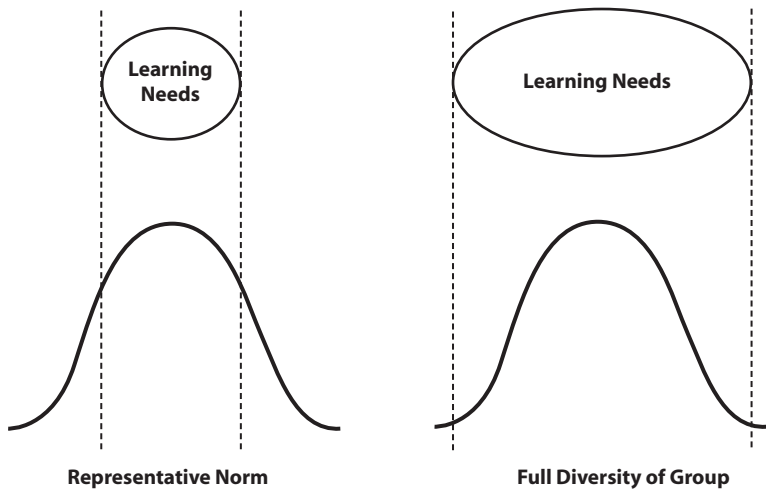 Learning
Needs
Learning Needs
Representative Norm
Full Diversity of Group